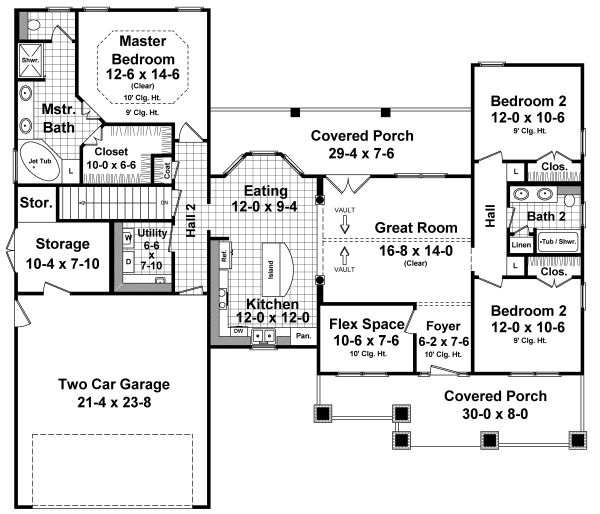 Master
Bedroom
12-6 x 14-6
(Clear)
10' Clg. Ht.
9' Clg. Ht.
Shwr.
Mstr.
Bath
Jet Tub
L
Closet
10-0 x 6-6
Coat
Covered Porch
29-4 x 7-6
Bedroom 2
12-0 x 10-6
9' Clg. Ht.
L
Clos.
Stor.
DN
Hall 2
Eating
12-0 x 9-4
VAULT
VAULT
Great Room
16-8 x 14-0
(Clear)
Hall
Bath 2
Linen
Tub / Shwr.
L
Clos.
Storage
10-4 x 7-10
Utility
6-6
x
7-10
W
D
Ref.
Island
Kitchen
12-0 x 12-0
DW
Pan.
Flex Space
10-6 x 7-6
10' Clg. Ht.
Foyer
6-2 x 7-6
10' Clg. Ht.
Bedroom 2
12-0 x 10-6
9' Clg. Ht.
Two Car Garage
21-4 x 23-8
Covered Porch
30-0 x 8-0